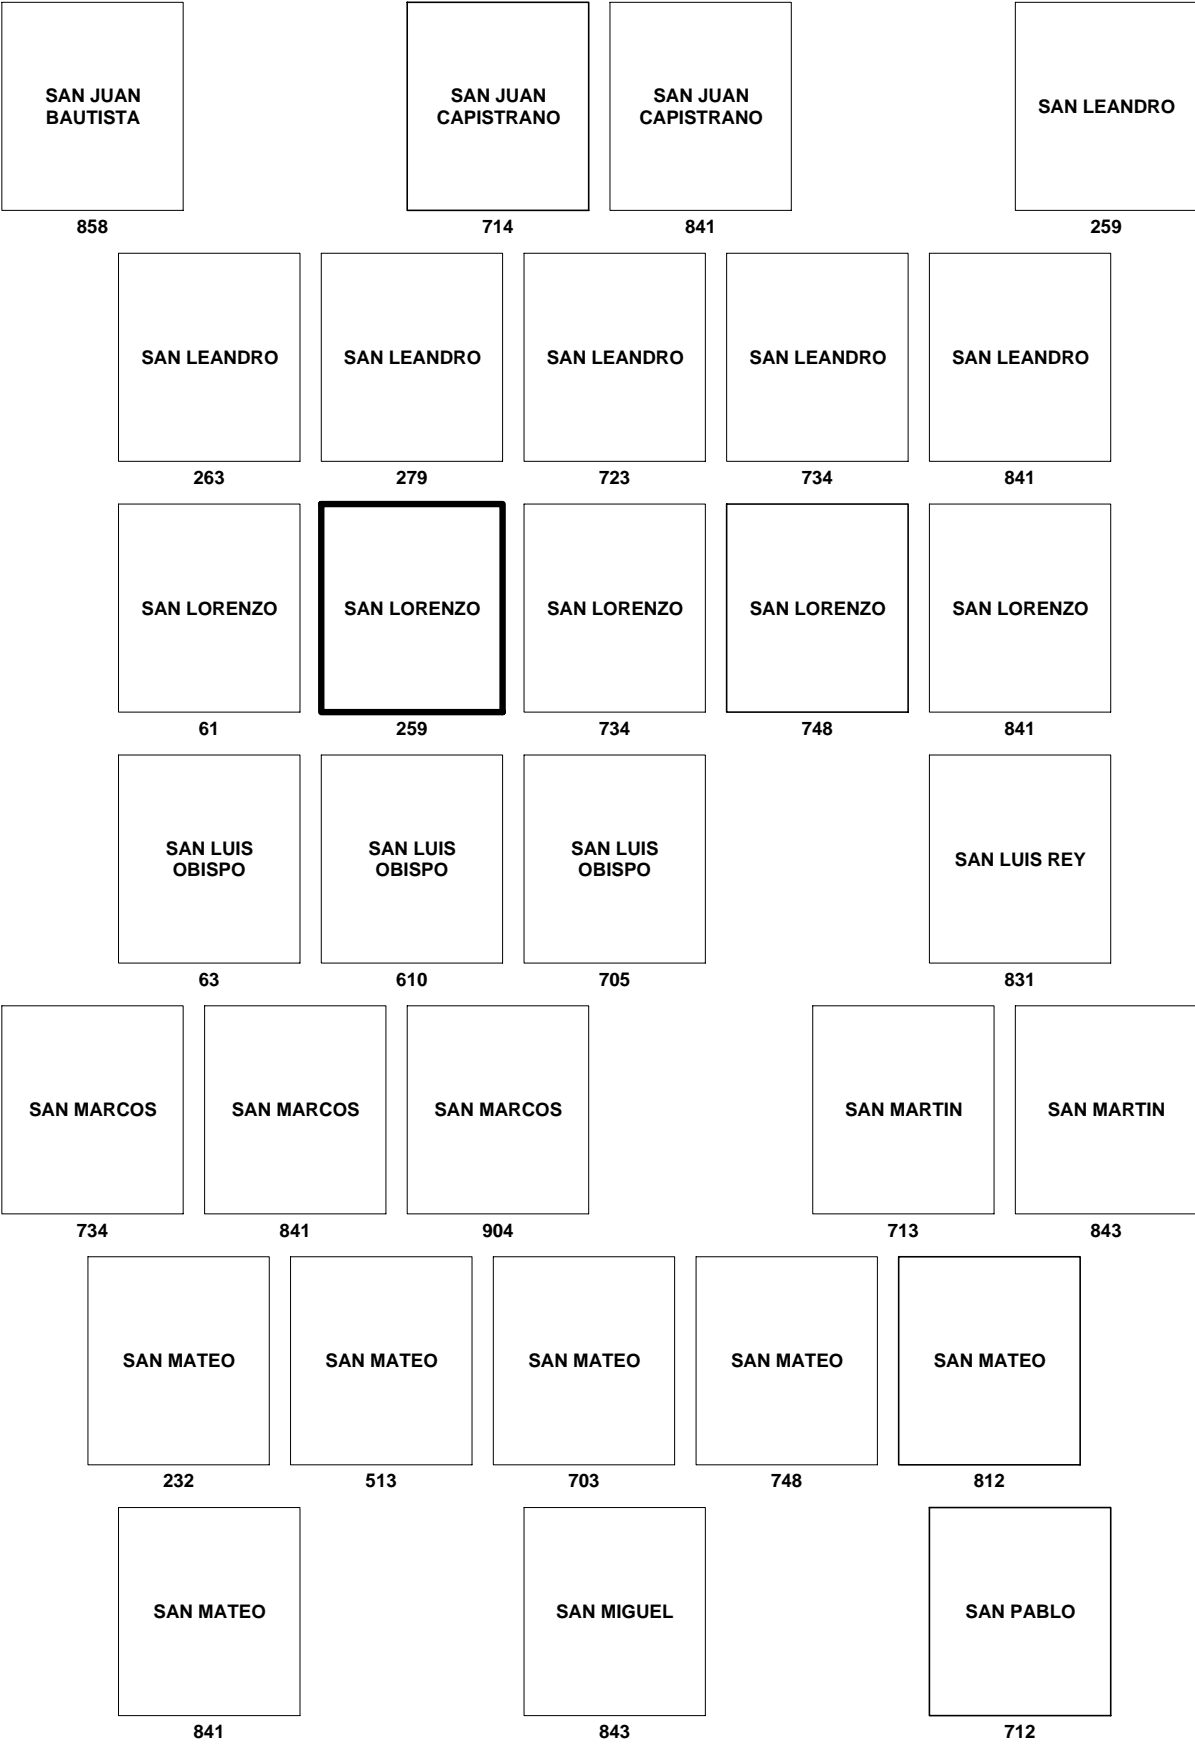 SAN JUAN
BAUTISTA
858
SAN JUAN
CAPISTRANO
714
SAN JUAN
CAPISTRANO
841
SAN LEANDRO
259
SAN LEANDRO
263
SAN LEANDRO
279
SAN LEANDRO
723
SAN LEANDRO
734
SAN LEANDRO
841
SAN LORENZO
61
SAN LORENZO
259
SAN LORENZO
734
SAN LORENZO
748
SAN LORENZO
841
SAN LUIS
OBISPO
63
SAN LUIS
OBISPO
610
SAN LUIS
OBISPO
705
SAN LUIS REY
831
SAN MARCOS
734
SAN MARCOS
841
SAN MARCOS
904
SAN MARTIN
713
SAN MARTIN
843
SAN MATEO
232
SAN MATEO
513
SAN MATEO
703
SAN MATEO
748
SAN MATEO
812
SAN MATEO
841
SAN MIGUEL
843
SAN PABLO
712